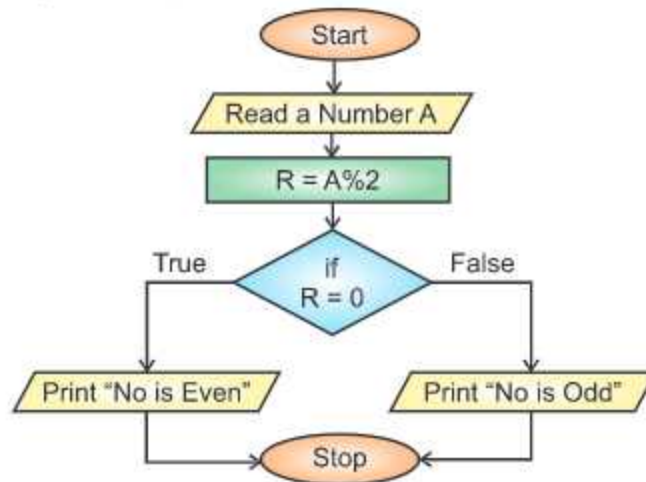 Start
Read a Number A
R = A%2
if
R = 0
True
False
Print “No is Even”
Print “No is Odd”
Stop